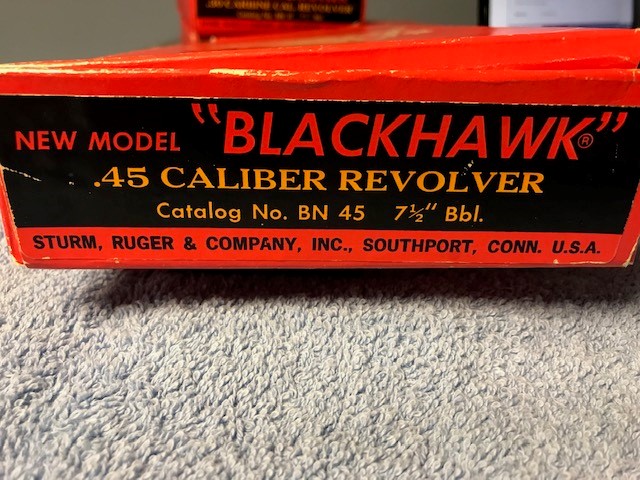 NEW MODEL "BLACKHAWK®"
.45 CALIBER REVOLVER
Catalog No. BN 45 7½" Bbl.
STURM, RUGER & COMPANY, INC., SOUTHPORT, CONN. U.S.A.